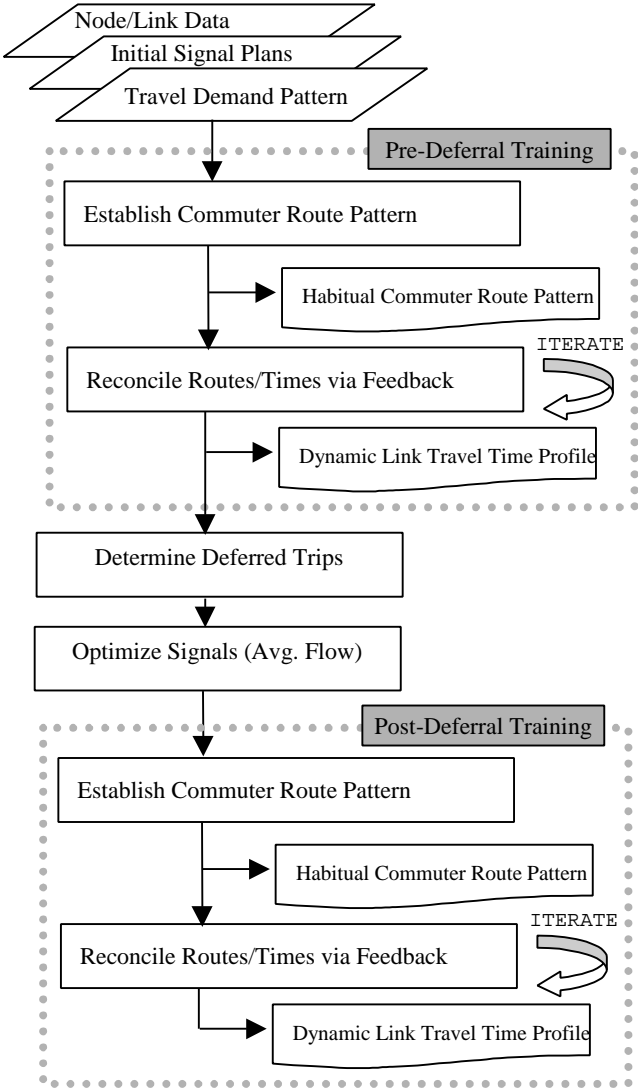 Node/Link Data
Initial Signal Plans
Travel Demand Pattern
Pre-Deferral Training
Establish Commuter Route Pattern
Habitual Commuter Route Pattern
ITERATE
Reconcile Routes/Times via Feedback
Dynamic Link Travel Time Profile
Determine Deferred Trips
Optimize Signals (Avg. Flow)
Post-Deferral Training
Establish Commuter Route Pattern
Habitual Commuter Route Pattern
ITERATE
Reconcile Routes/Times via Feedback
Dynamic Link Travel Time Profile